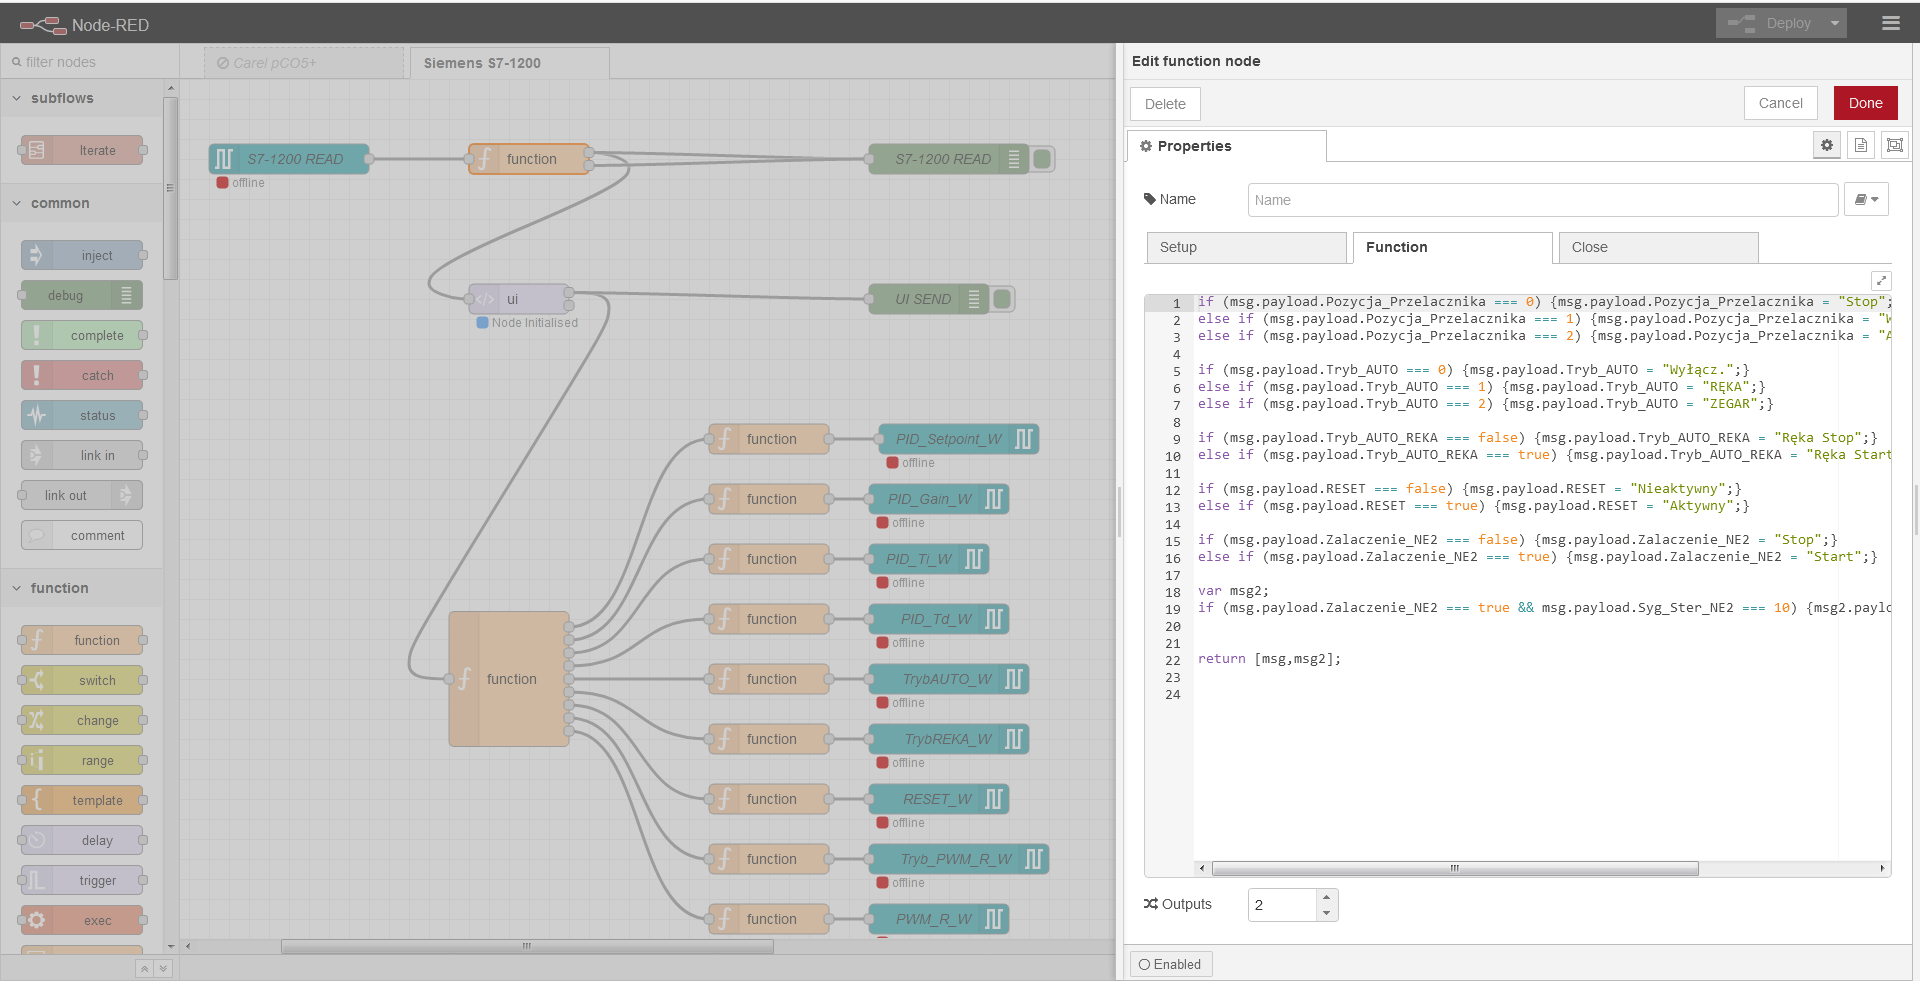 Node-RED
Deploy
filter nodes
Carel pCO5+
Siemens S7-1200
subflows
Iterate
common
inject
debug
complete
catch
status
link in
link out
comment
function
function
switch
change
range
template
delay
trigger
exec
S7-1200 READ
offline
function
S7-1200 READ
ui
Node Initialised
UI SEND
function
function
PID_Setpoint_W
offline
function
PID_Gain_W
offline
function
PID_Ti_W
offline
function
PID_Td_W
offline
function
TrybAUTO_W
offline
function
TrybREKA_W
offline
function
RESET_W
offline
function
Tryb_PWM_R_W
offline
function
PWM_R_W
Edit function node
Delete
Cancel
Done
Properties
Name
Name
Setup
Function
Close
1 if (msg.payload.Pozycja_Przelacznika === 0) {msg.payload.Pozycja_Przelacznika = "Stop";
2 else if (msg.payload.Pozycja_Przelacznika === 1) {msg.payload.Pozycja_Przelacznika = "W
3 else if (msg.payload.Pozycja_Przelacznika === 2) {msg.payload.Pozycja_Przelacznika = "A
4
5 if (msg.payload.Tryb_AUTO === 0) {msg.payload.Tryb_AUTO = "Wyłącz.";}
6 else if (msg.payload.Tryb_AUTO === 1) {msg.payload.Tryb_AUTO = "RĘKA";}
7 else if (msg.payload.Tryb_AUTO === 2) {msg.payload.Tryb_AUTO = "ZEGAR";}
8
9 if (msg.payload.Tryb_AUTO_REKA === false) {msg.payload.Tryb_AUTO_REKA = "Ręka Stop";}
10 else if (msg.payload.Tryb_AUTO_REKA === true) {msg.payload.Tryb_AUTO_REKA = "Ręka Start
11
12 if (msg.payload.RESET === false) {msg.payload.RESET = "Nieaktywny";}
13 else if (msg.payload.RESET === true) {msg.payload.RESET = "Aktywny";}
14
15 if (msg.payload.Zalaczenie_NE2 === false) {msg.payload.Zalaczenie_NE2 = "Stop";}
16 else if (msg.payload.Zalaczenie_NE2 === true) {msg.payload.Zalaczenie_NE2 = "Start";}
17
18 var msg2;
19 if (msg.payload.Zalaczenie_NE2 === true && msg.payload.Syg_Ster_NE2 === 10) {msg2.paylo
20
21
22 return [msg,msg2];
23
24
Outputs
2
Enabled